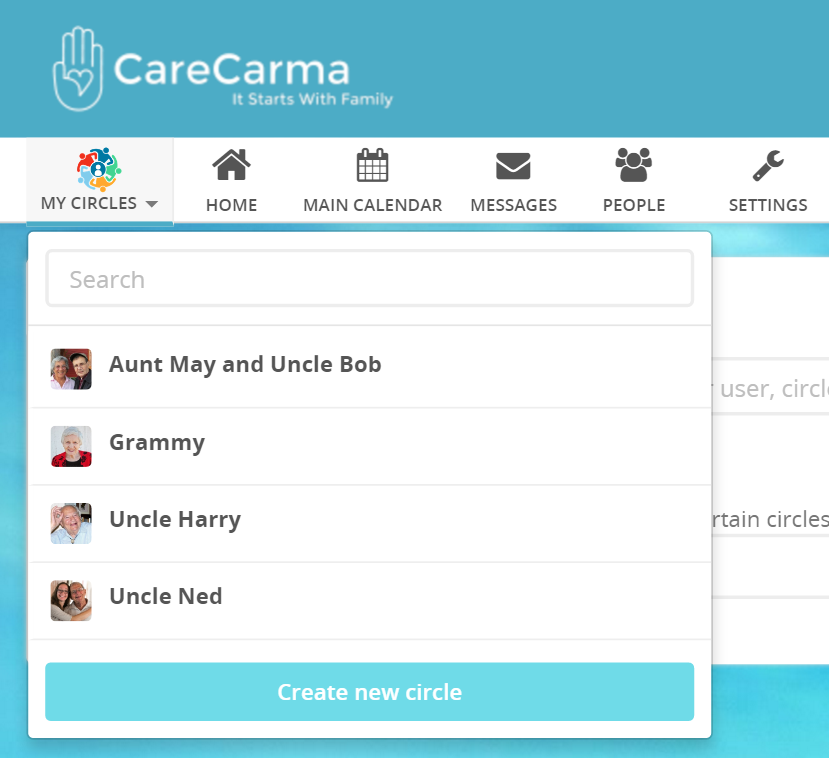 CareCarma
It Starts With Family
MY CIRCLES
HOME
MAIN CALENDAR
MESSAGES
PEOPLE
SETTINGS
Search
Aunt May and Uncle Bob
user, circl
Grammy
Uncle Harry
rtain circles
Uncle Ned
Create new circle